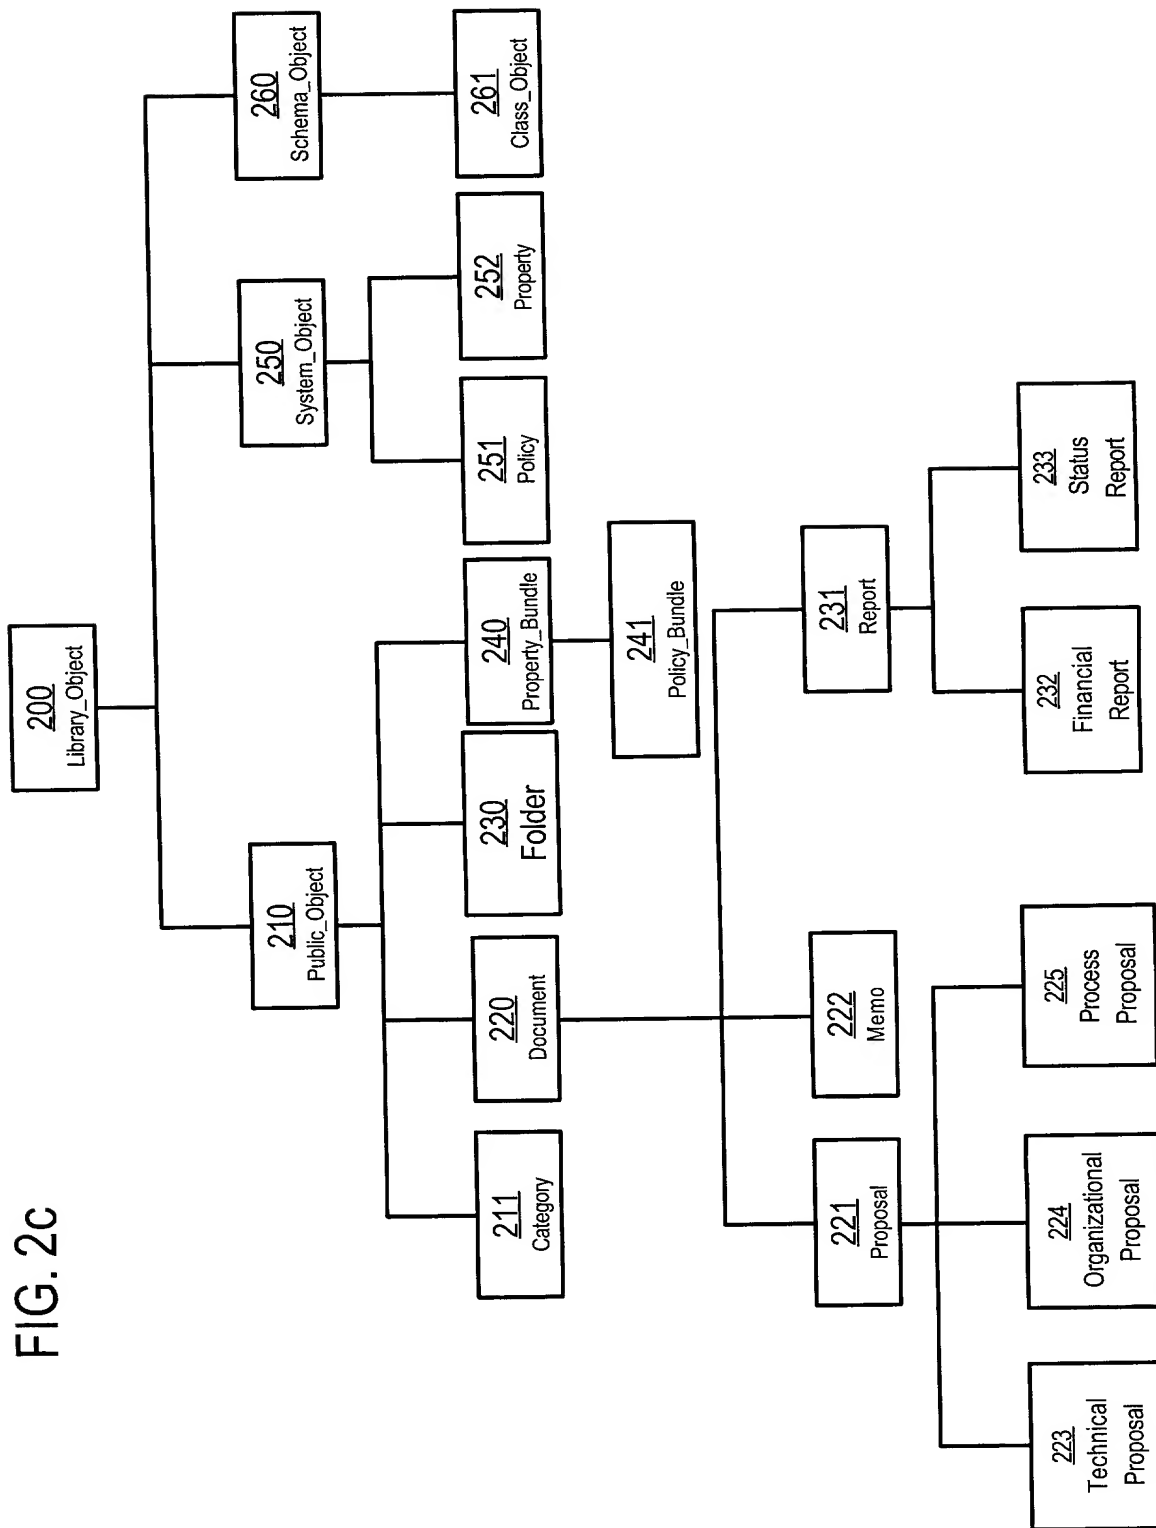 FIG. 2c
200
Library_Object
210
Public_Object
250
System_Object
260
Schema_Object
211
Category
220
Document
230
Folder
240
Property_Bundle
251
Policy
252
Property
261
Class_Object
241
Policy_Bundle
221
Proposal
222
Memo
231
Report
223
Technical
Proposal
224
Organizational
Proposal
225
Process
Proposal
232
Financial
Report
233
Status
Report